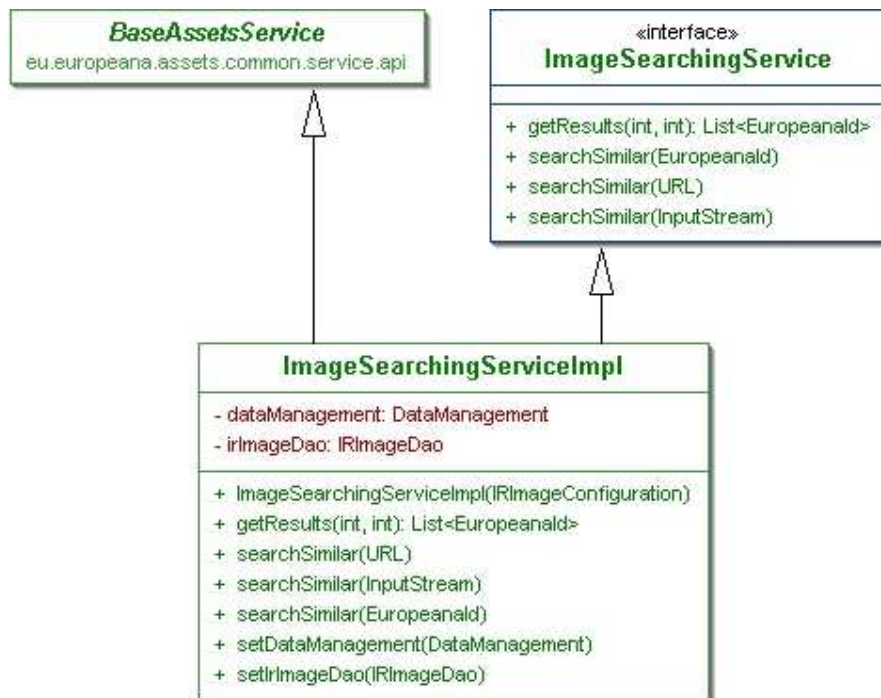 BaseAssetsService
eu.europeana.assets.common.service.api
«interface»
ImageSearchingService
+ getResults(int, int): List<EuropeanaId>
+ searchSimilar(EuropeanaId)
+ searchSimilar(URL)
+ searchSimilar(InputStream)
ImageSearchingServiceImpl
- dataManagement: DataManagement
- irImageDao: IRImageDao
+ ImageSearchingServiceImpl(IRImageConfiguration)
+ getResults(int, int): List<EuropeanaId>
+ searchSimilar(URL)
+ searchSimilar(InputStream)
+ searchSimilar(EuropeanaId)
+ setDataManagement(DataManagement)
+ setIrImageDao(IRImageDao)